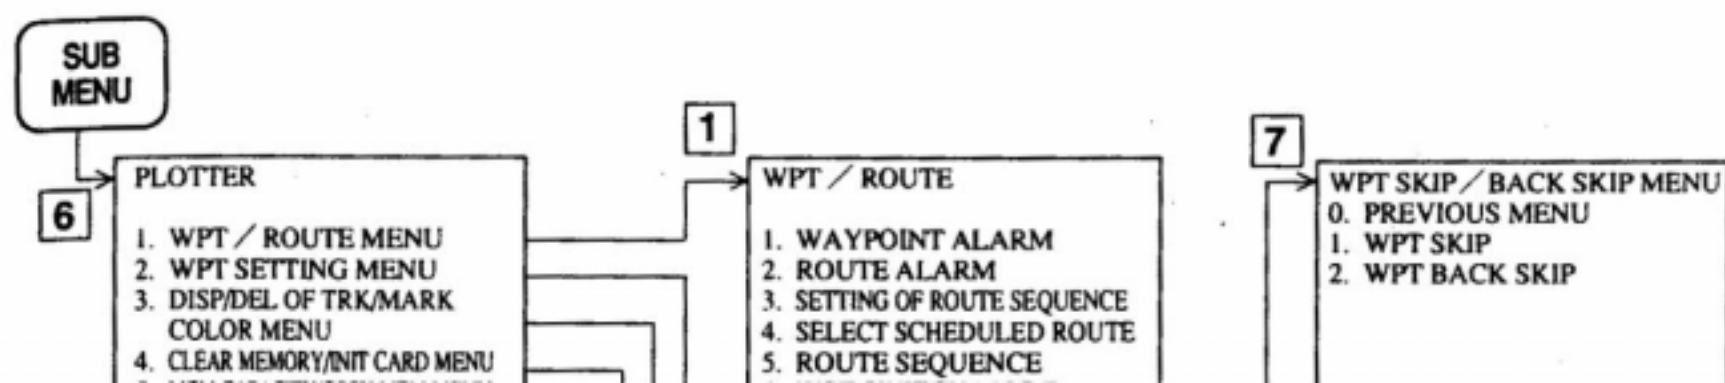 SUB
MENU
6
PLOTTER
1. WPT / ROUTE MENU
2. WPT SETTING MENU
3. DISP/DEL OF TRK/MARK
COLOR MENU
4. CLEAR MEMORY/INIT CARD MENU
1
WPT / ROUTE
1. WAYPOINT ALARM
2. ROUTE ALARM
3. SETTING OF ROUTE SEQUENCE
4. SELECT SCHEDULED ROUTE
5. ROUTE SEQUENCE
7
WPT SKIP / BACK SKIP MENU
0. PREVIOUS MENU
1. WPT SKIP
2. WPT BACK SKIP